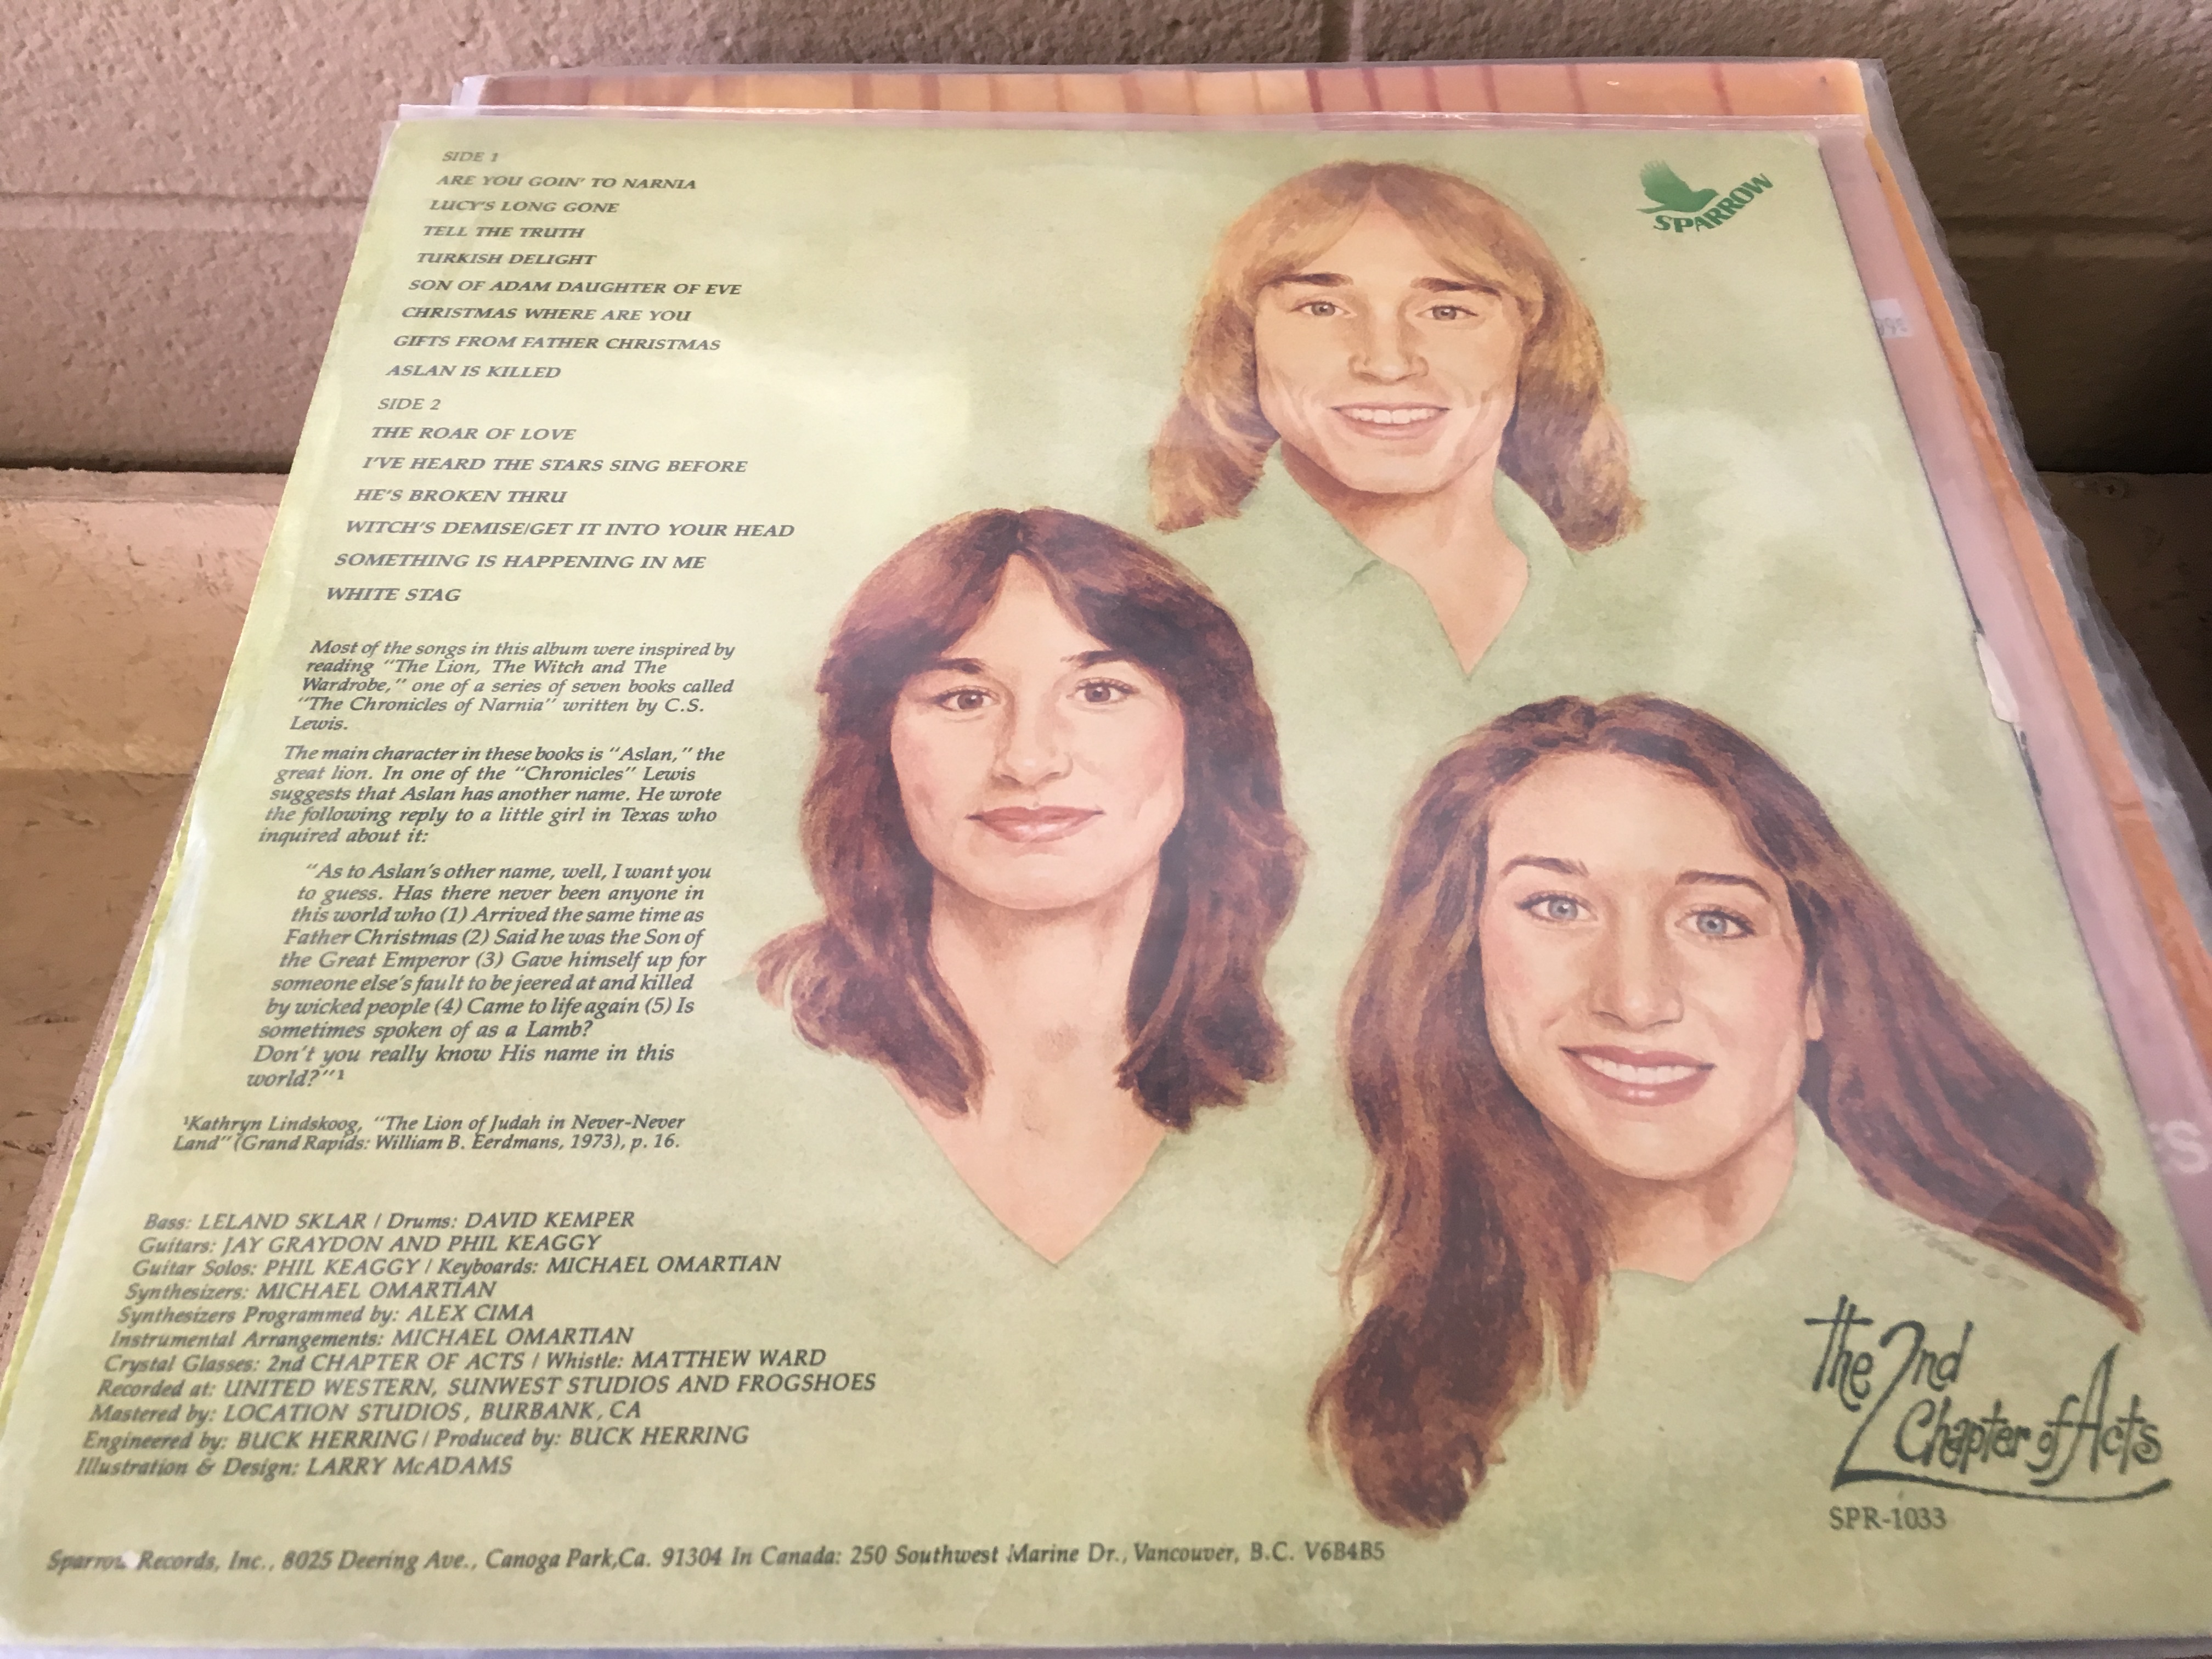 SIDE 1
ARE YOU GOIN' TO NARNIA
LUCY'S LONG GONE
TELL THE TRUTH
TURKISH DELIGHT
SON OF ADAM DAUGHTER OF EVE
CHRISTMAS WHERE ARE YOU
GIFTS FROM FATHER CHRISTMAS
ASLAN IS KILLED
SIDE 2
THE ROAR OF LOVE
I'VE HEARD THE STARS SING BEFORE
HE'S BROKEN THRU
WITCH'S DEMISE/GET IT INTO YOUR HEAD
SOMETHING IS HAPPENING IN ME
WHITE STAG
Most of the songs in this album were inspired by
reading "The Lion, The Witch and The
Wardrobe," one of a series of seven books called
"The Chronicles of Narnia" written by C.S.
Lewis.
The main character in these books is "Aslan," the
great lion. In one of the "Chronicles" Lewis
suggests that Aslan has another name. He wrote
the following reply to a little girl in Texas who
inquired about it:
"As to Aslan's other name, well, I want you
to guess. Has there never been anyone in
this world who (1) Arrived the same time as
Father Christmas (2) Said he was the Son of
the Great Emperor (3) Gave himself up for
someone else's fault to be jeered at and killed
by wicked people (4) Came to life again (5) Is
sometimes spoken of as a Lamb?
Don't you really know His name in this
world?"¹
¹Kathryn Lindskoog, "The Lion of Judah in Never-Never
Land" (Grand Rapids: William B. Eerdmans, 1973), p. 16.
Bass: LELAND SKLAR / Drums: DAVID KEMPER
Guitars: JAY GRAYDON AND PHIL KEAGGY
Guitar Solos: PHIL KEAGGY / Keyboards: MICHAEL OMARTIAN
Synthesizers: MICHAEL OMARTIAN
Synthesizers Programmed by: ALEX CIMA
Instrumental Arrangements: MICHAEL OMARTIAN
Crystal Glasses: 2nd CHAPTER OF ACTS / Whistle: MATTHEW WARD
Recorded at: UNITED WESTERN, SUNWEST STUDIOS AND FROGSHOES
Mastered by: LOCATION STUDIOS, BURBANK, CA
Engineered by: BUCK HERRING / Produced by: BUCK HERRING
Illustration & Design: LARRY McADAMS
Sparrow Records, Inc., 8025 Deering Ave., Canoga Park,Ca. 91304 In Canada: 250 Southwest Marine Dr., Vancouver, B.C. V6B4B5
SPARROW
The 2nd
Chapter of Acts
SPR-1033